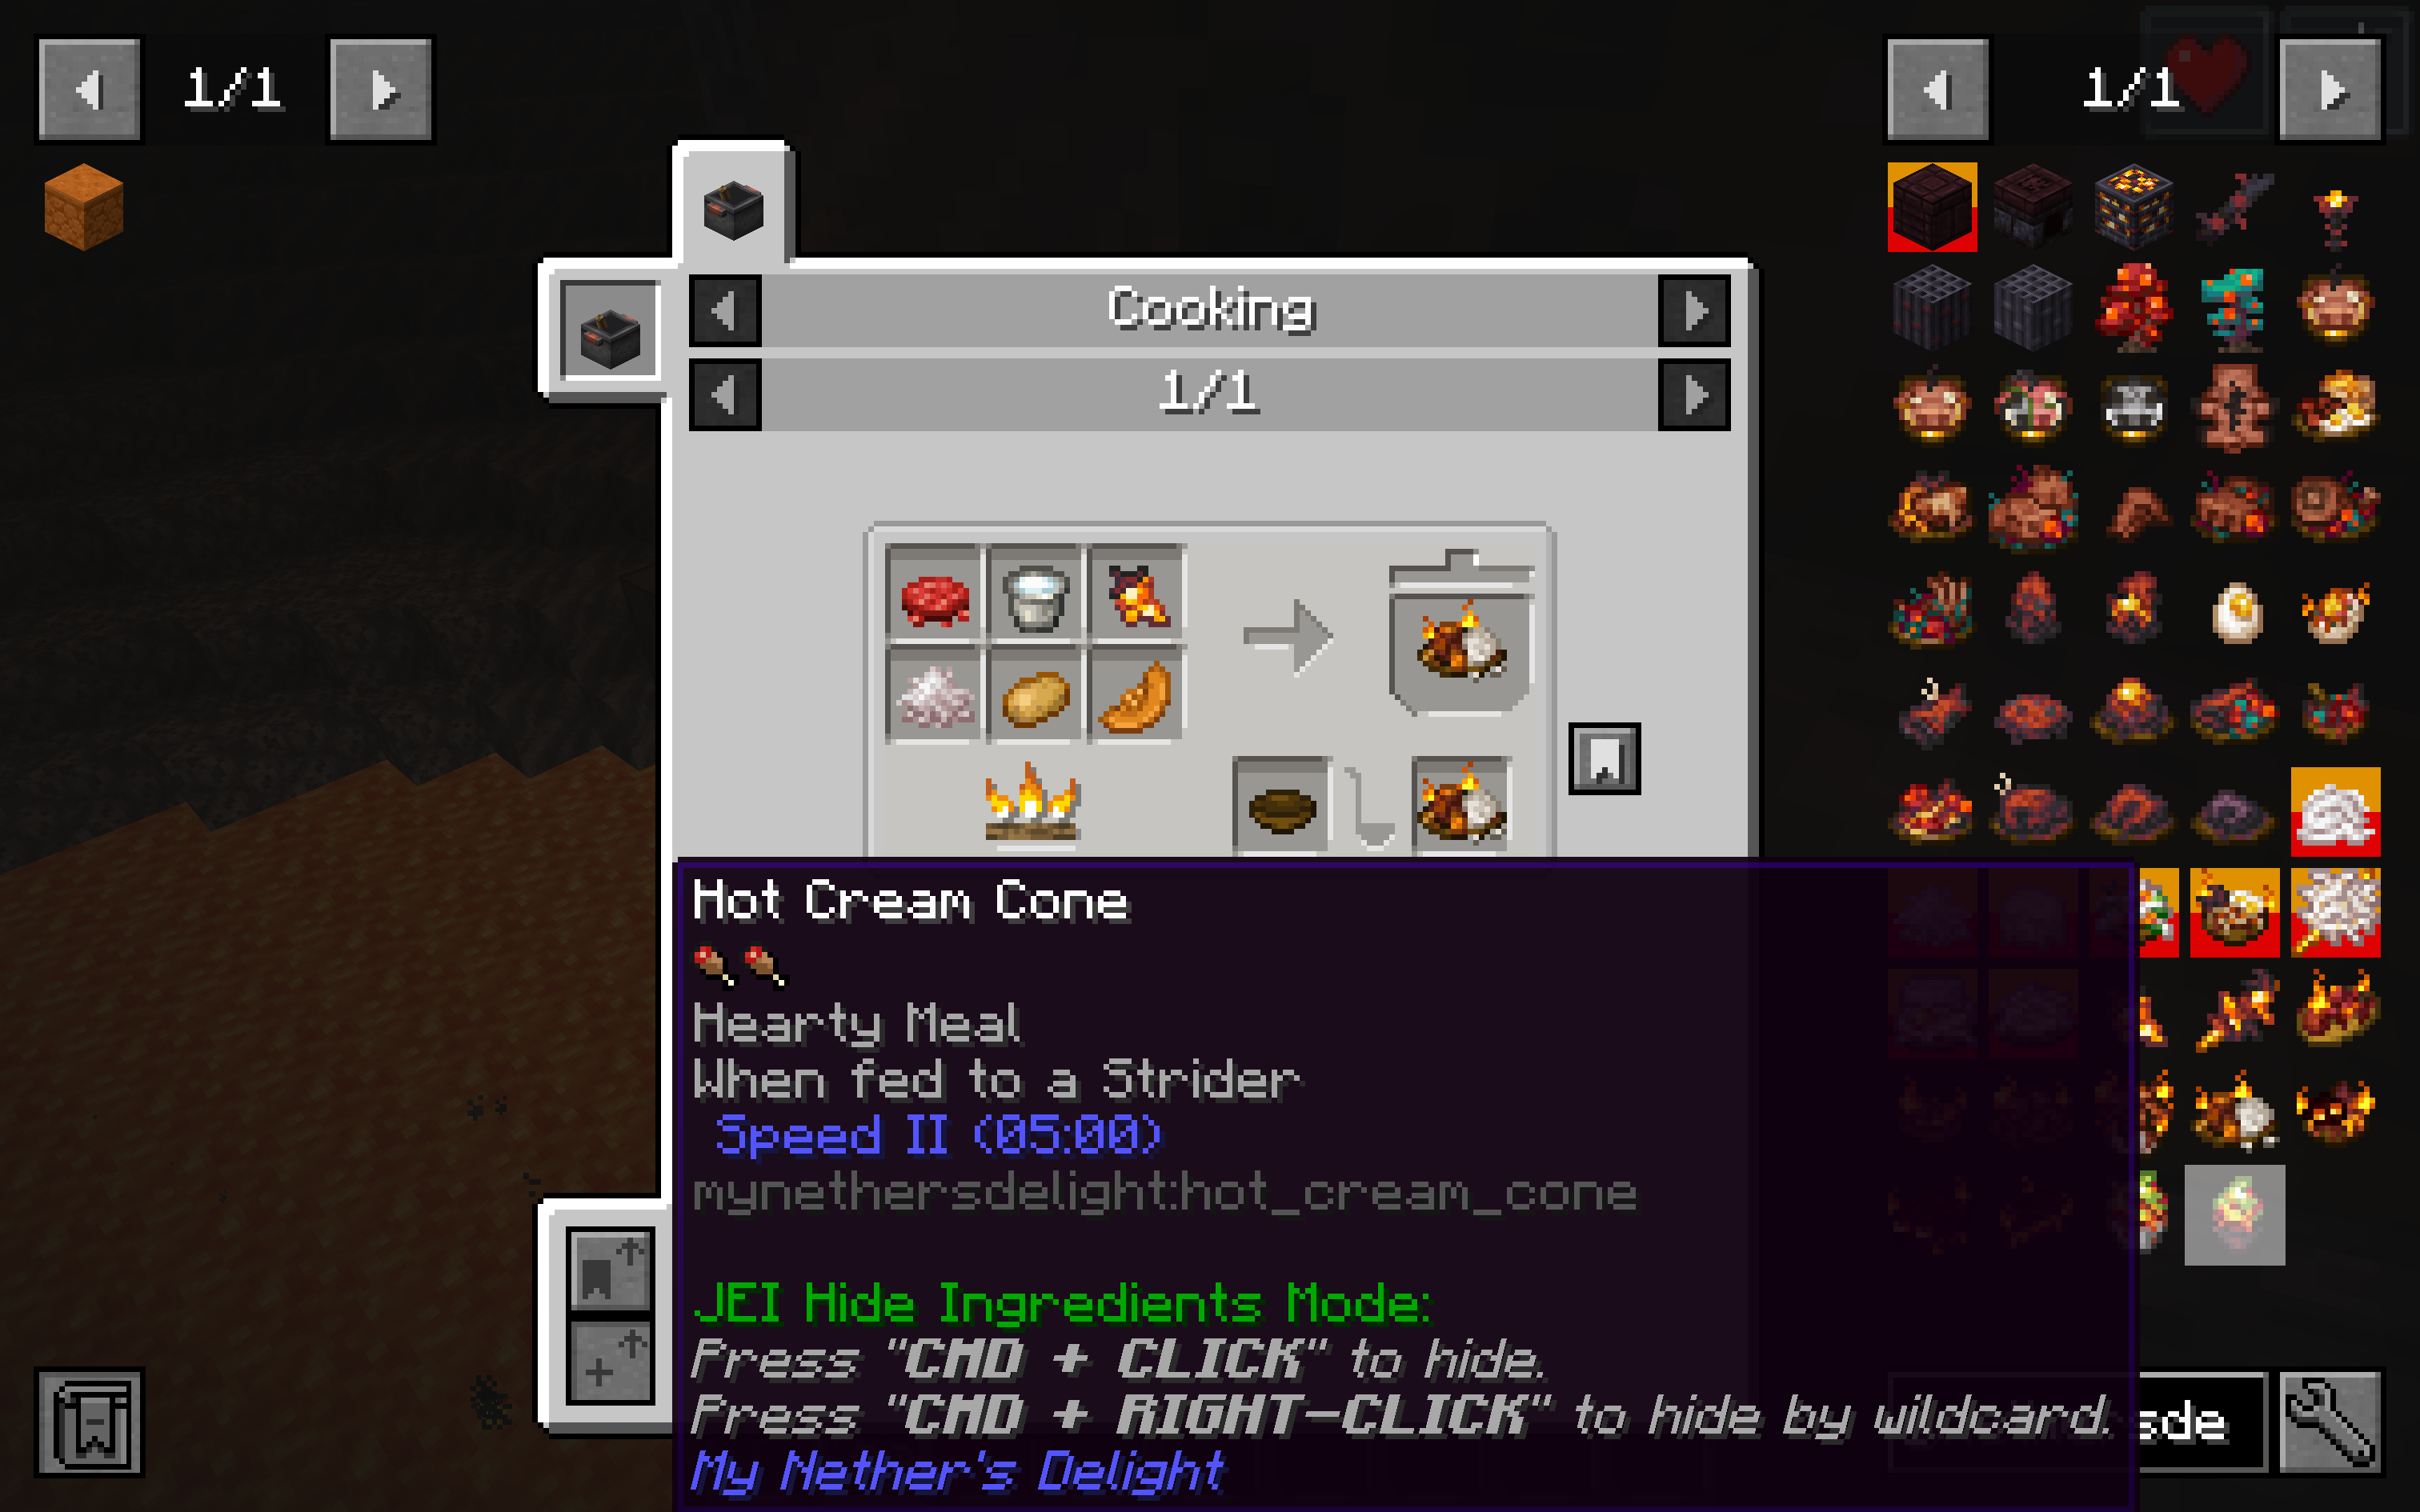 1/1
1/1
Cooking
1/1
Hot Cream Cone
Hearty Meal
When fed to a Strider
Speed II (05:00)
mynethersdelight:hot_cream_cone
JEI Hide Ingredients Mode:
Press "CMD + CLICK" to hide.
Press "CMD + RIGHT-CLICK" to hide by wildcard.
sde
My Nether's Delight